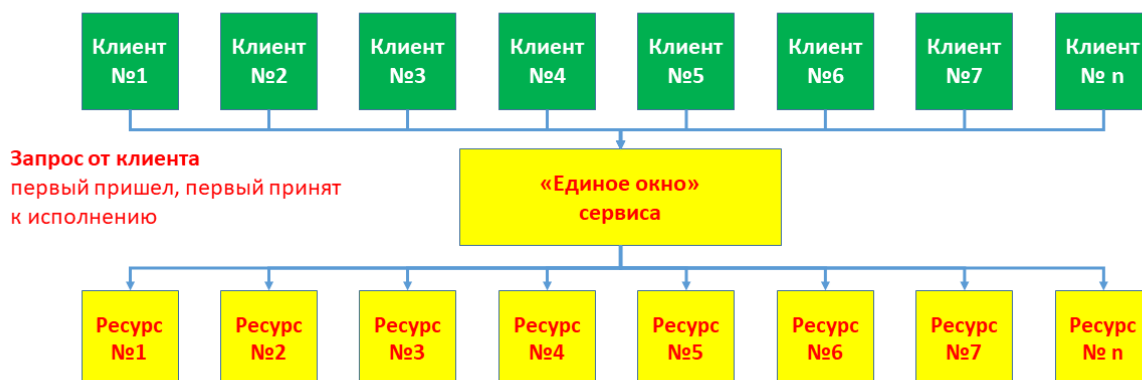 Клиент Клиент Клиент Клиент Клиент Клиент Клиент Клиент
№1 №2 №3 №4 №5 №6 №7 № n
Запрос от клиента
первый пришел, первый принят
к исполнению
«Единое окно»
сервиса
Ресурс Ресурс Ресурс Ресурс Ресурс Ресурс Ресурс Ресурс
№1 №2 №3 №4 №5 №6 №7 № n